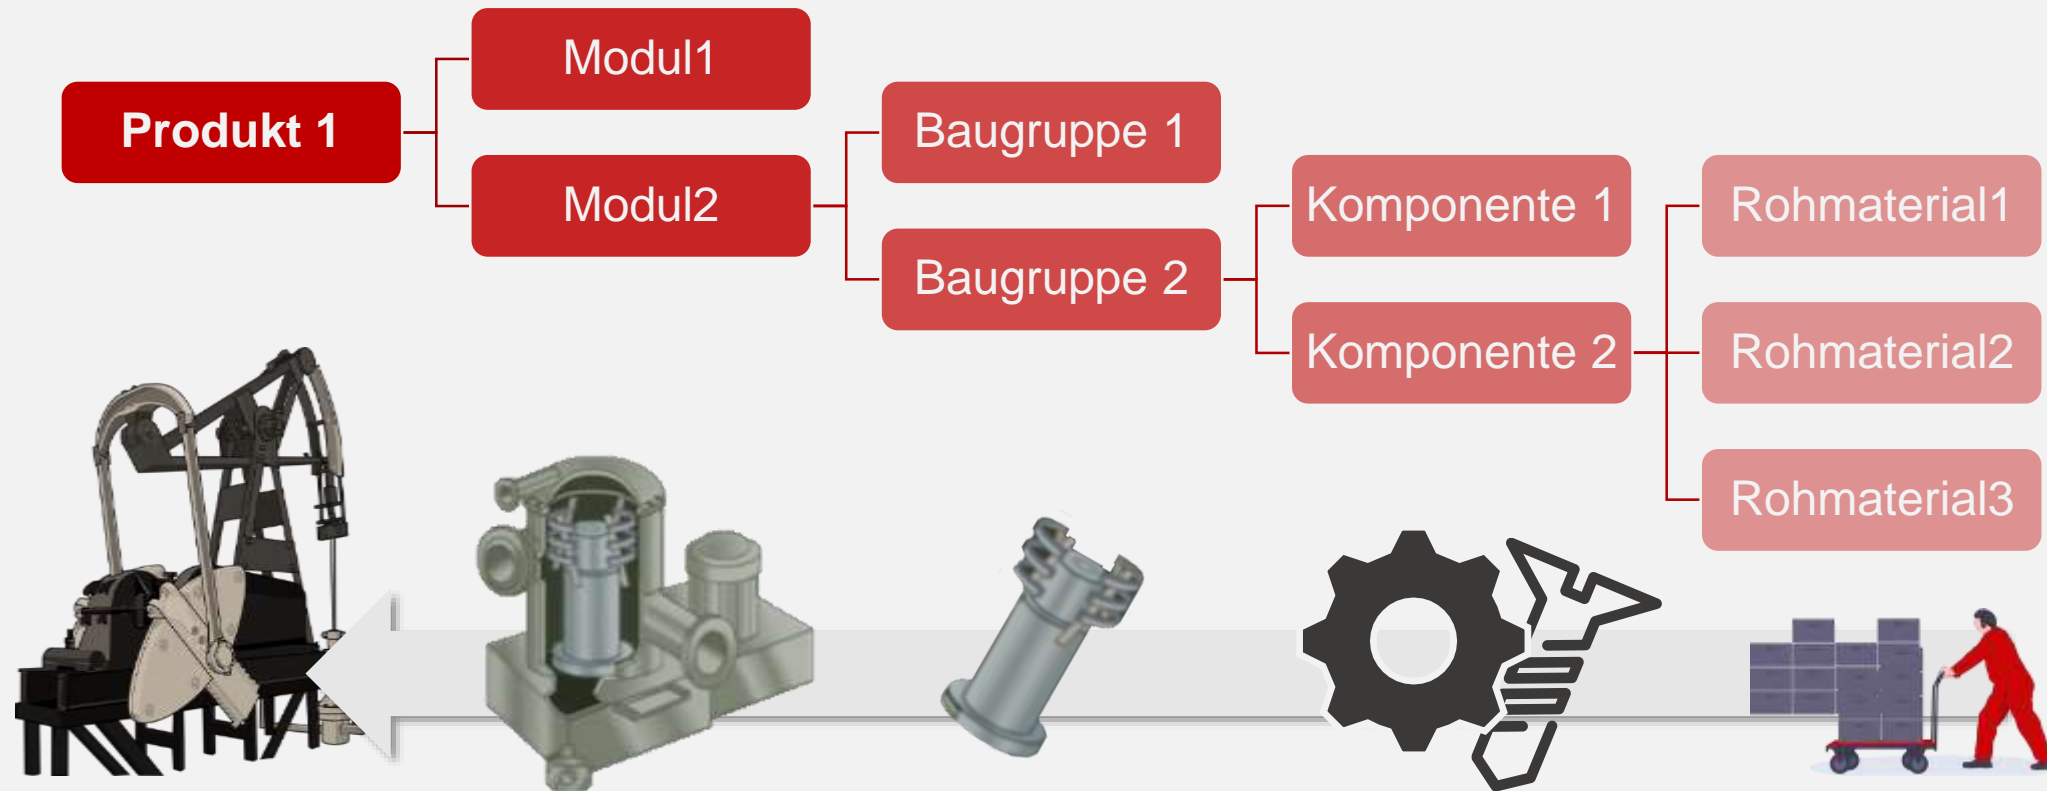 Produkt 1
Modul1
Modul2
Baugruppe 1
Baugruppe 2
Komponente 1
Komponente 2
Rohmaterial1
Rohmaterial2
Rohmaterial3